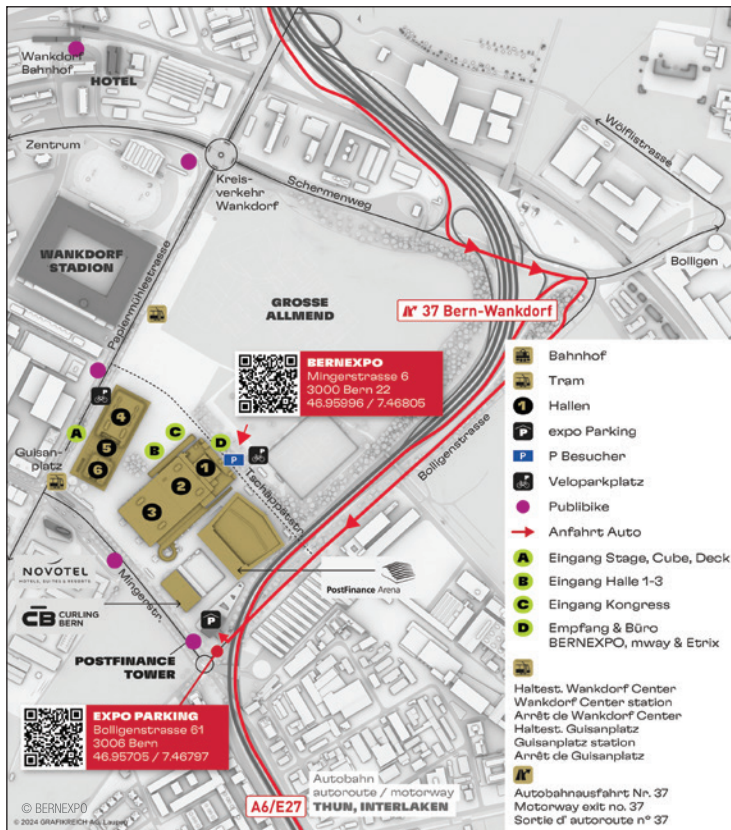 Wankdorf
Bahnhof
HOTEL
Zentrum
Kreis-
verkehr
Wankdorf
Schermenweg
Wölflistrasse
Bolligen
WANKDORF
STADION
Papiermühlestrasse
GROSSE
ALLMEND
37 Bern-Wankdorf
BERNEXPO
Mingerstrasse 6
3000 Bern 22
46.95996 / 7.46805
Bolligenstrasse
P
4
A
5
6
Guisan-
platz
C
B
D
1
P
P
2
3
Tschäppätstr.
NOVOTEL
HOTELS, SUITES & RESORTS
Mingerstr.
PostFinance Arena
CB CURLING
BERN
P
POSTFINANCE
TOWER
EXPO PARKING
Bolligenstrasse 61
3006 Bern
46.95705 / 7.46797
Autobahn
autoroute / motorway
THUN, INTERLAKEN
A6/E27
© BERNEXPO
© 2024 GRAFIKREICH AG, Laupen
Bahnhof
Tram
1 Hallen
P expo Parking
P P Besucher
P Veloparkplatz
Publibike
Anfahrt Auto
A Eingang Stage, Cube, Deck
B Eingang Halle 1-3
C Eingang Kongress
D Empfang & Büro
BERNEXPO, mway & Etrix
Haltest. Wankdorf Center
Wankdorf Center station
Arrêt de Wankdorf Center
Haltest. Guisanplatz
Guisanplatz station
Arrêt de Guisanplatz
Autobahnausfahrt Nr. 37
Motorway exit no. 37
Sortie d' autoroute n° 37